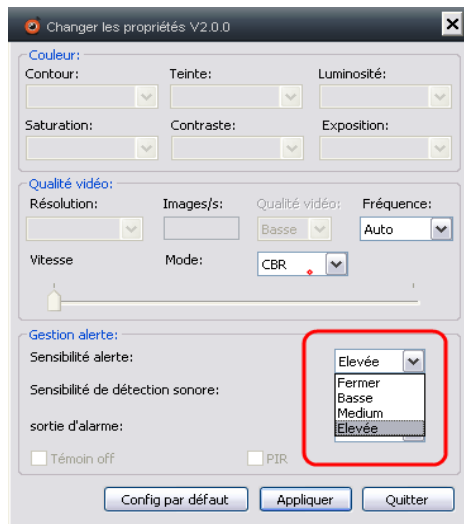 Changer les propriétés V2.0.0
Couleur:
Contour: Teinte: Luminosité:
Saturation: Contraste: Exposition:
Qualité vidéo:
Résolution: Images/s: Qualité vidéo: Fréquence:
Basse Auto
Vitesse Mode: CBR
Gestion alerte:
Sensibilité alerte: Elevée
Fermer
Sensibilité de détection sonore: Basse
Medium
sortie d'alarme: Elevée
Témoin off PIR
Config par défaut Appliquer Quitter